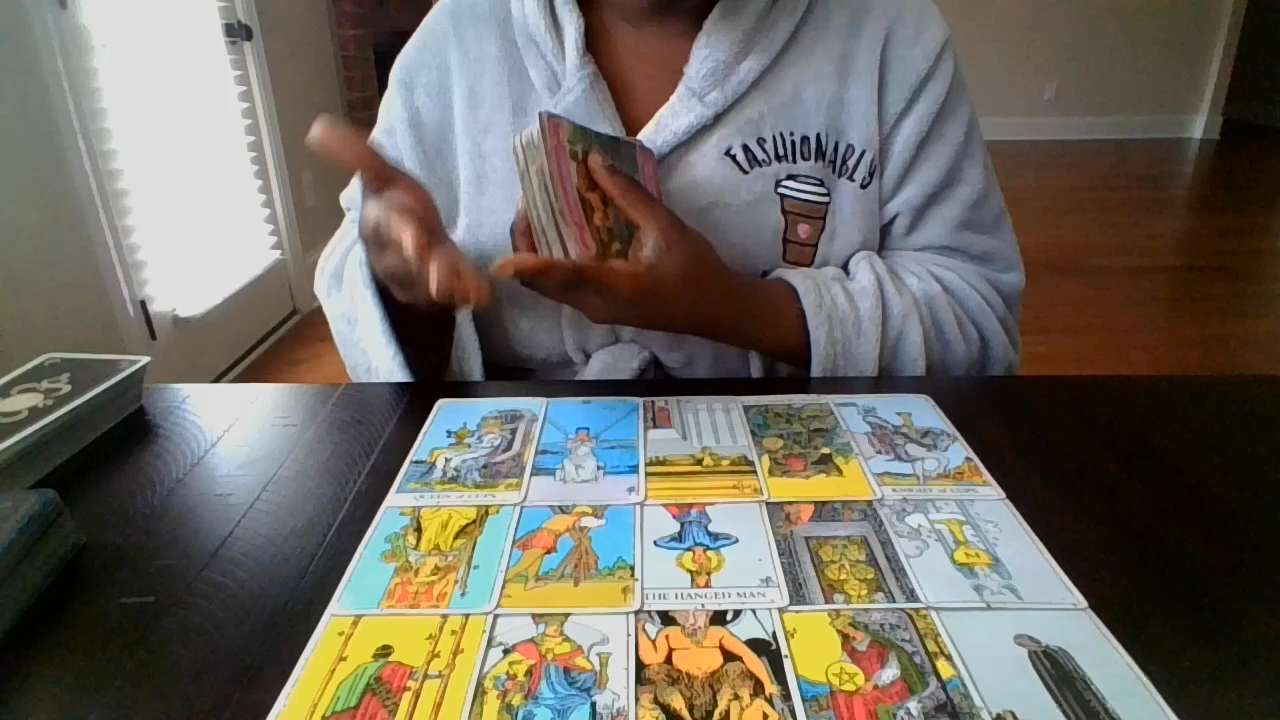 FASHiONABLy
QUEEN of CUPS.
KNIGHT of CUPS.
THE HANGED MAN.